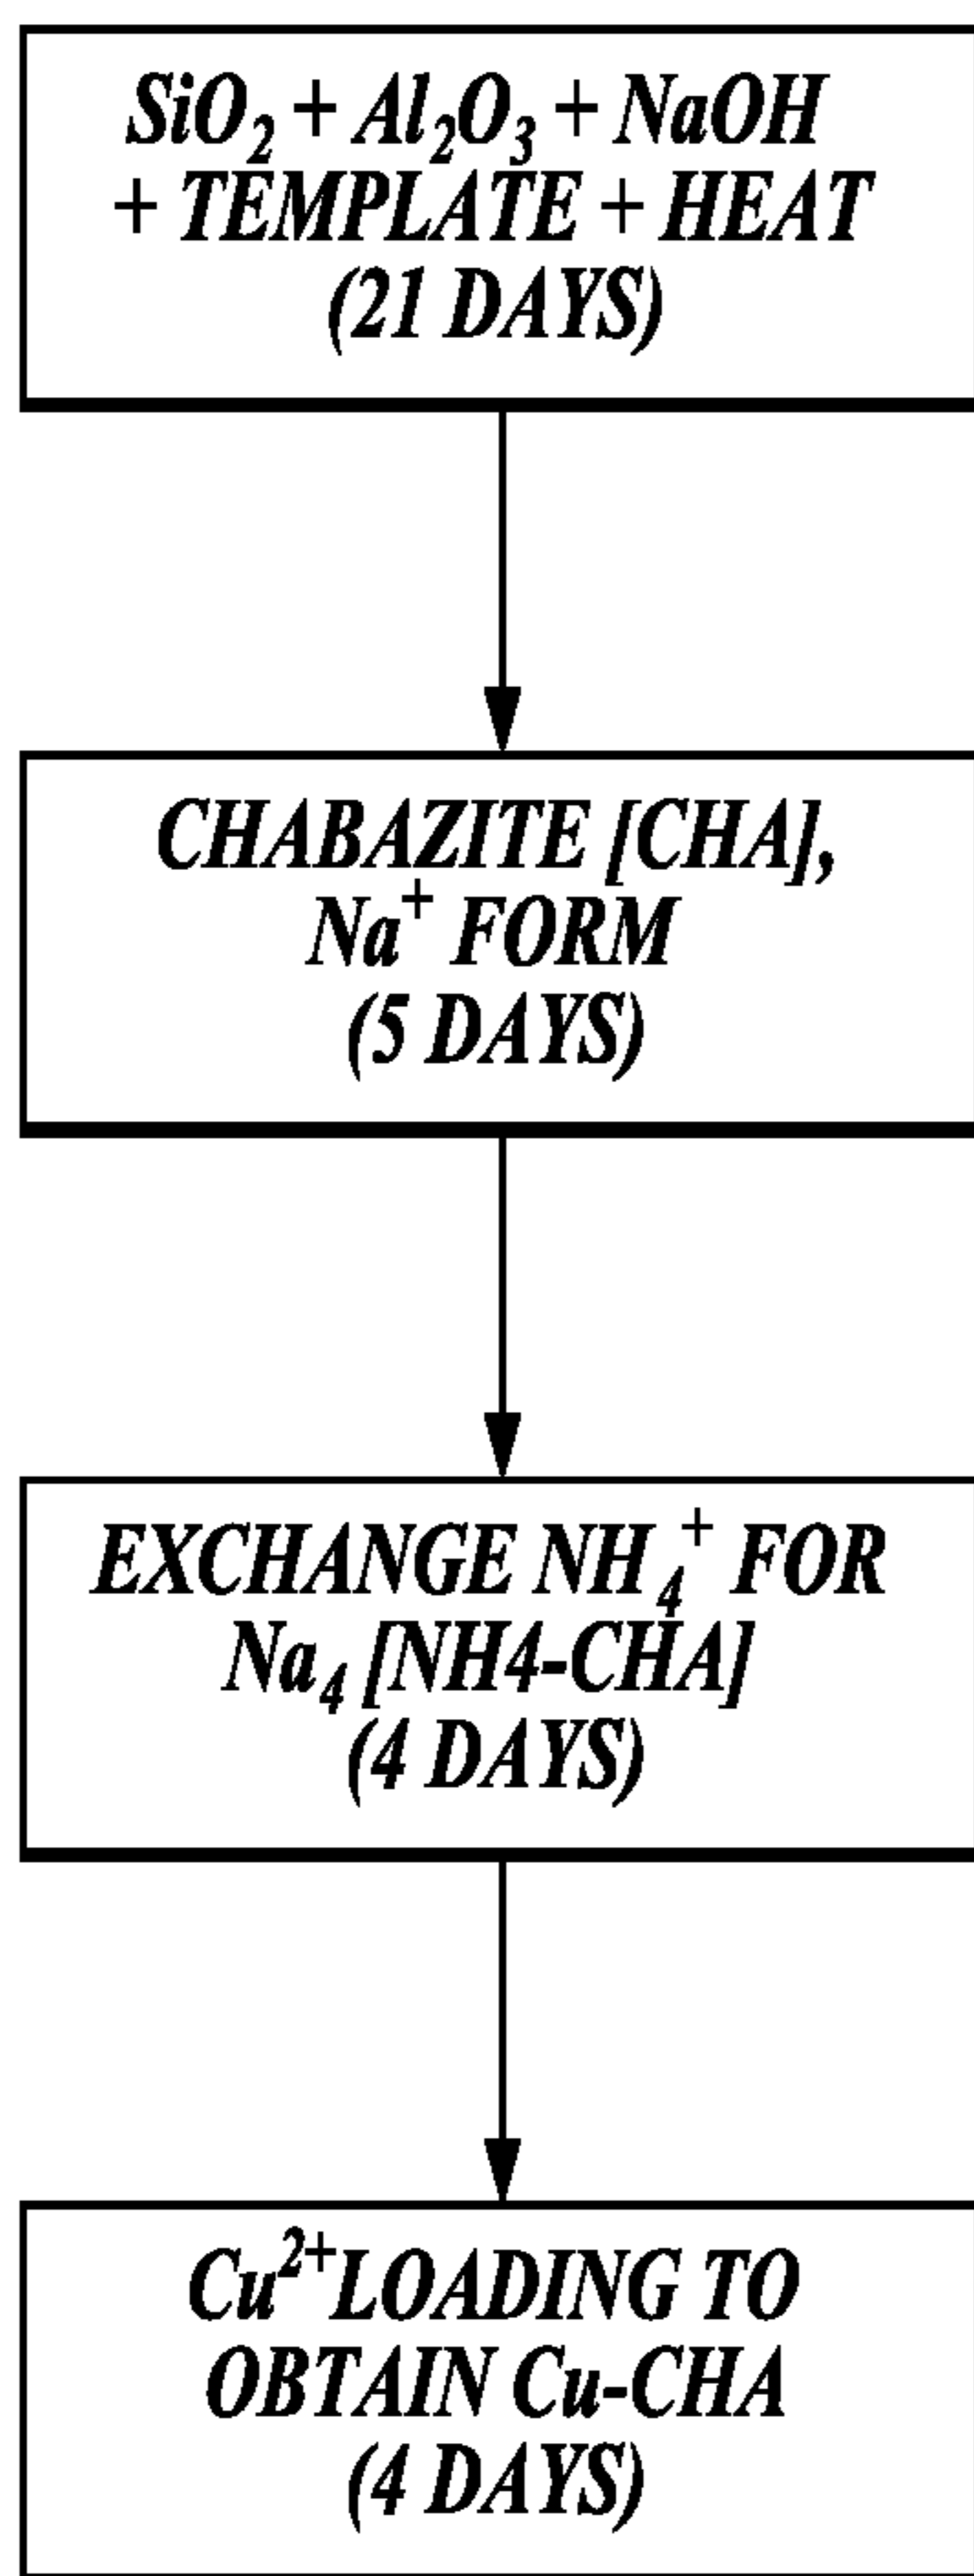 SiO₂ + Al₂O₃ + NaOH
+ TEMPLATE + HEAT
(21 DAYS)
CHABAZITE [CHA],
Na⁺ FORM
(5 DAYS)
EXCHANGE NH₄⁺ FOR
Na₄ [NH4-CHA]
(4 DAYS)
Cu²⁺LOADING TO
OBTAIN Cu-CHA
(4 DAYS)